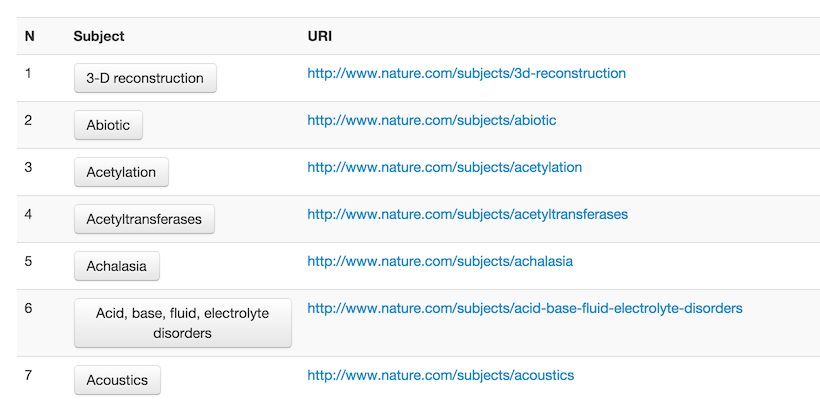 N Subject URI
1 3-D reconstruction http://www.nature.com/subjects/3d-reconstruction
2 Abiotic http://www.nature.com/subjects/abiotic
3 Acetylation http://www.nature.com/subjects/acetylation
4 Acetyltransferases http://www.nature.com/subjects/acetyltransferases
5 Achalasia http://www.nature.com/subjects/achalasia
6 Acid, base, fluid, electrolyte http://www.nature.com/subjects/acid-base-fluid-electrolyte-disorders
disorders
7 Acoustics http://www.nature.com/subjects/acoustics